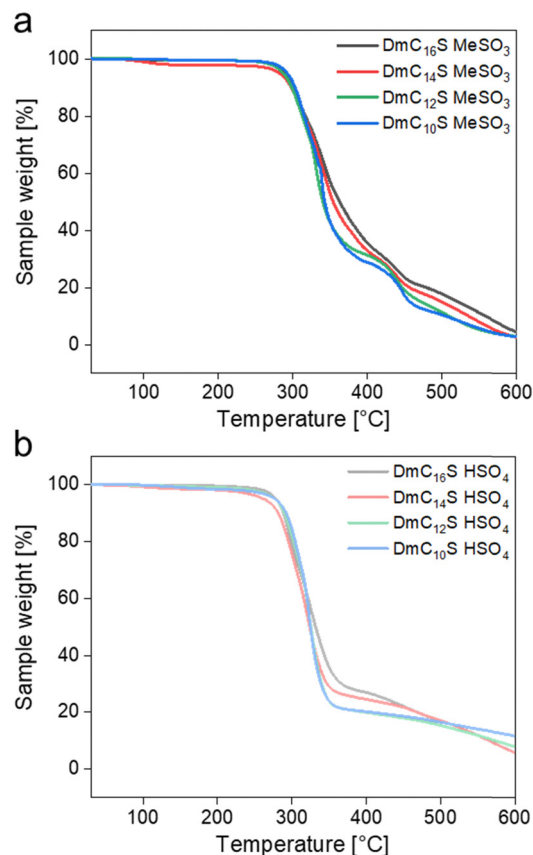 a
DmC₁₆S MeSO₃
DmC₁₄S MeSO₃
DmC₁₂S MeSO₃
DmC₁₀S MeSO₃
100
80
60
40
20
0
Sample weight [%]
100 200 300 400 500 600
Temperature [°C]
b
DmC₁₆S HSO₄
DmC₁₄S HSO₄
DmC₁₂S HSO₄
DmC₁₀S HSO₄
100
80
60
40
20
0
Sample weight [%]
100 200 300 400 500 600
Temperature [°C]